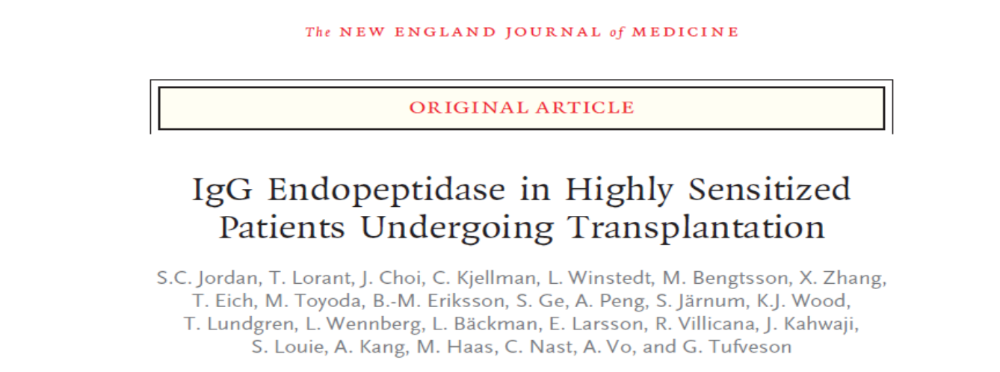 The NEW ENGLAND JOURNAL of MEDICINE
ORIGINAL ARTICLE
IgG Endopeptidase in Highly Sensitized
Patients Undergoing Transplantation
S.C. Jordan, T. Lorant, J. Choi, C. Kjellman, L. Winstedt, M. Bengtsson, X. Zhang,
T. Eich, M. Toyoda, B.-M. Eriksson, S. Ge, A. Peng, S. Järnum, K.J. Wood,
T. Lundgren, L. Wennberg, L. Bäckman, E. Larsson, R. Villicana, J. Kahwaji,
S. Louie, A. Kang, M. Haas, C. Nast, A. Vo, and G. Tufveson